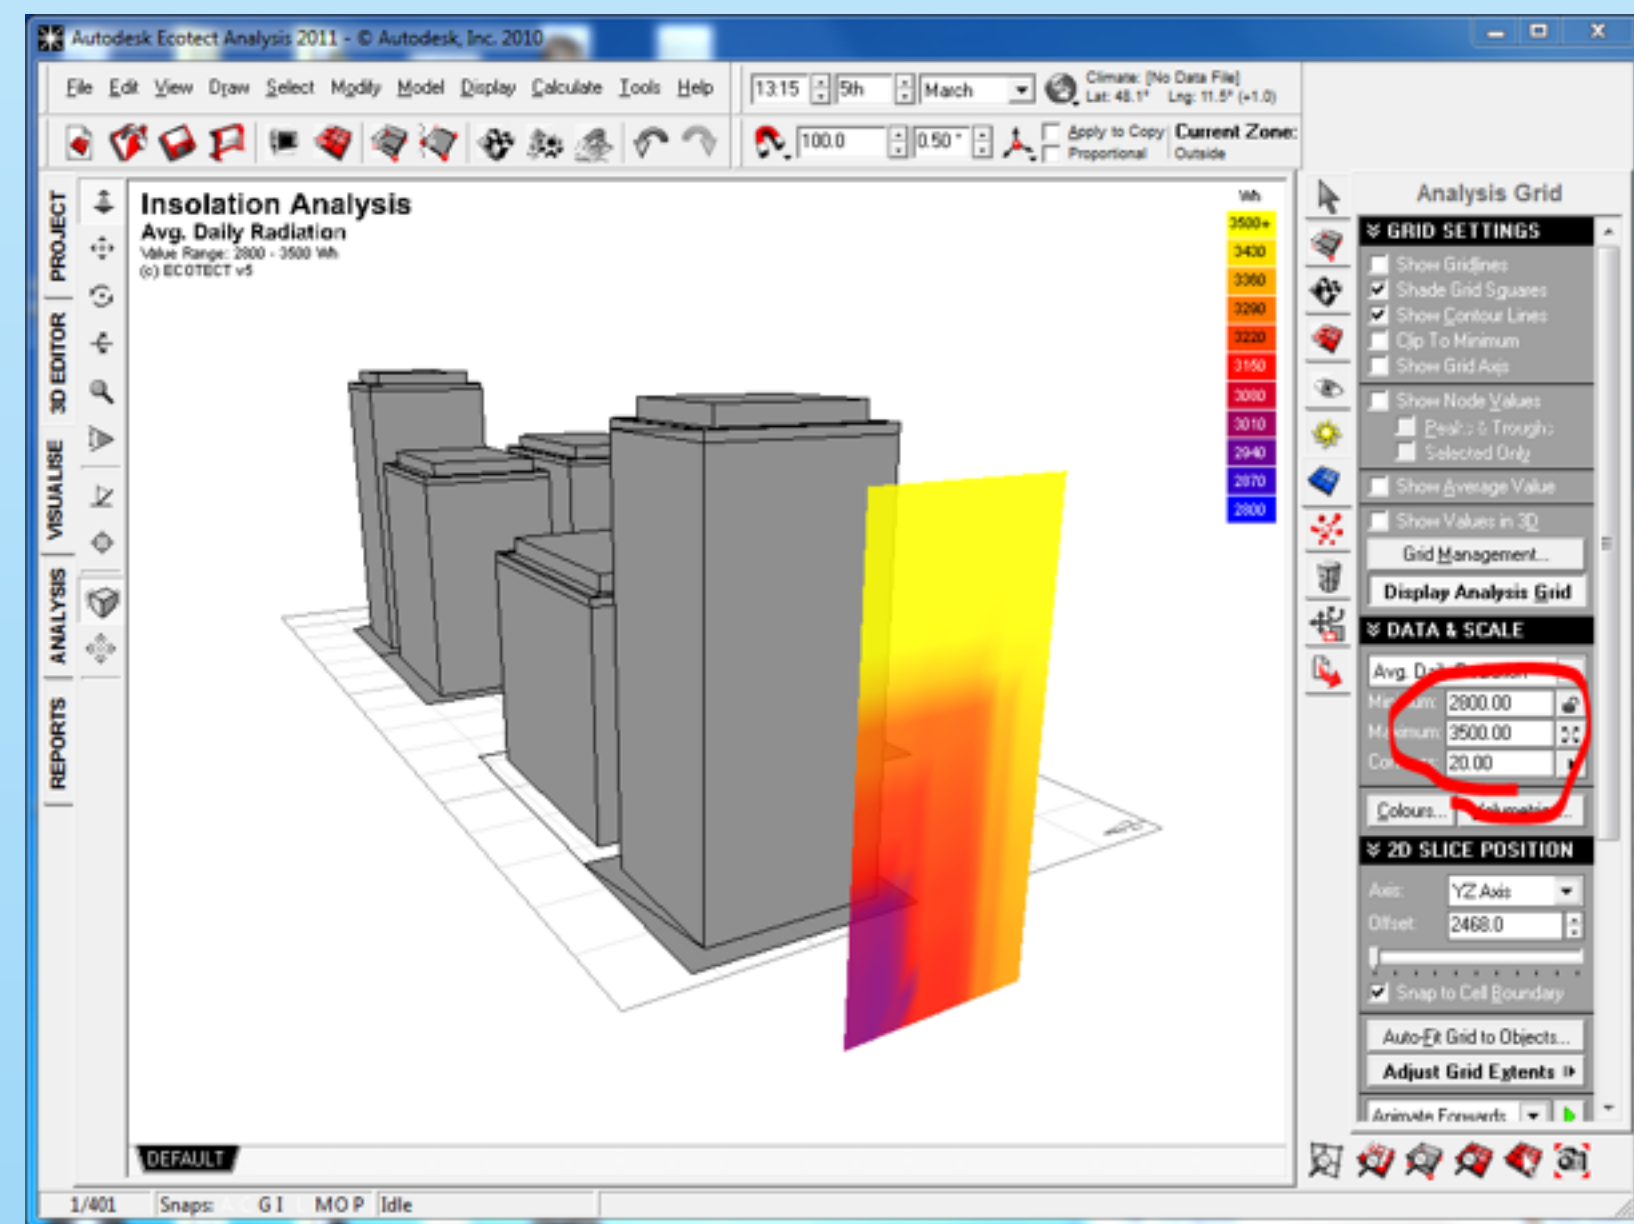 Autodesk Ecotect Analysis 2011 - © Autodesk, Inc. 2010
File Edit View Draw Select Modify Model Display Calculate Tools Help
13:15 5th March
Climate: [No Data File]
Lat: 48.1° Lng: 11.5° (+1.0)
100.0 0.50 °
Apply to Copy
Proportional
Current Zone:
Outside
PROJECT
3D EDITOR
VISUALISE
ANALYSIS
REPORTS
Insolation Analysis
Avg. Daily Radiation
Value Range: 2800 - 3500 Wh
(c) ECOTECT v5
Wh
3500+
3430
3360
3290
3220
3150
3080
3010
2940
2870
2800
Analysis Grid
GRID SETTINGS
Show Gridlines
Shade Grid Squares
Show Contour Lines
Clip To Minimum
Show Grid Axis
Show Node Values
Peaks & Troughs
Selected Only
Show Average Value
Show Values in 3D
Grid Management...
Display Analysis Grid
DATA & SCALE
Avg.
2800.00
3500.00
20.00
Colours...
2D SLICE POSITION
Axis: YZ Axis
Offset: 2468.0
Snap to Cell Boundary
Auto-Fit Grid to Objects...
Adjust Grid Extents
Animate Forwards
DEFAULT
1/401 Snaps: G I M O P Idle